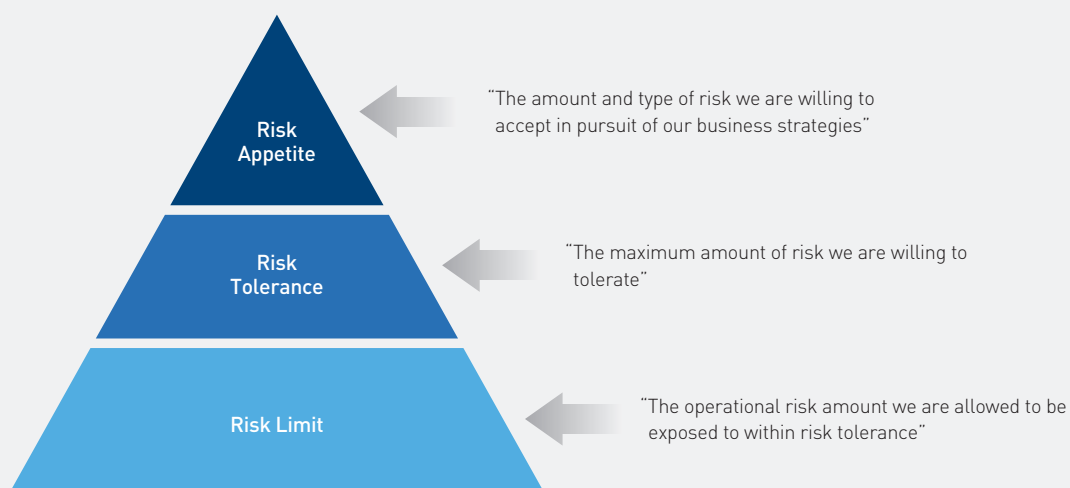 Risk
Appetite
“The amount and type of risk we are willing to
accept in pursuit of our business strategies”
Risk
Tolerance
“The maximum amount of risk we are willing to
tolerate”
Risk Limit
“The operational risk amount we are allowed to be
exposed to within risk tolerance”